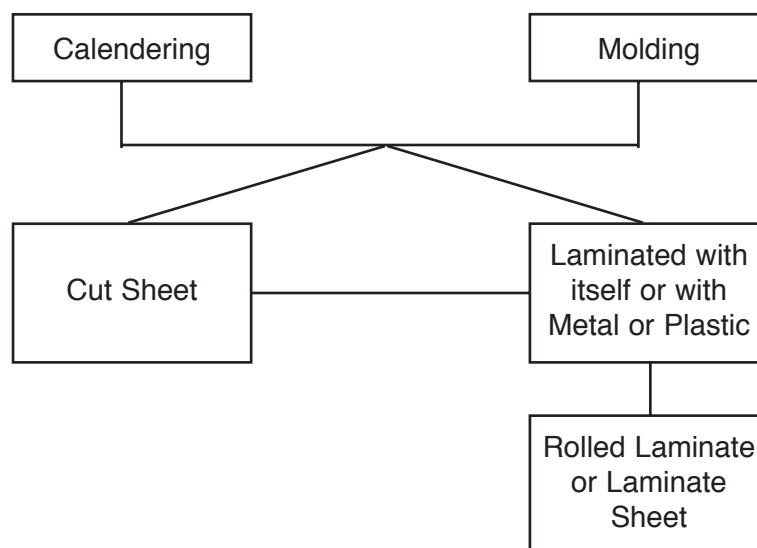 Calendering
Molding
Cut Sheet
Laminated with
itself or with
Metal or Plastic
Rolled Laminate
or Laminate
Sheet